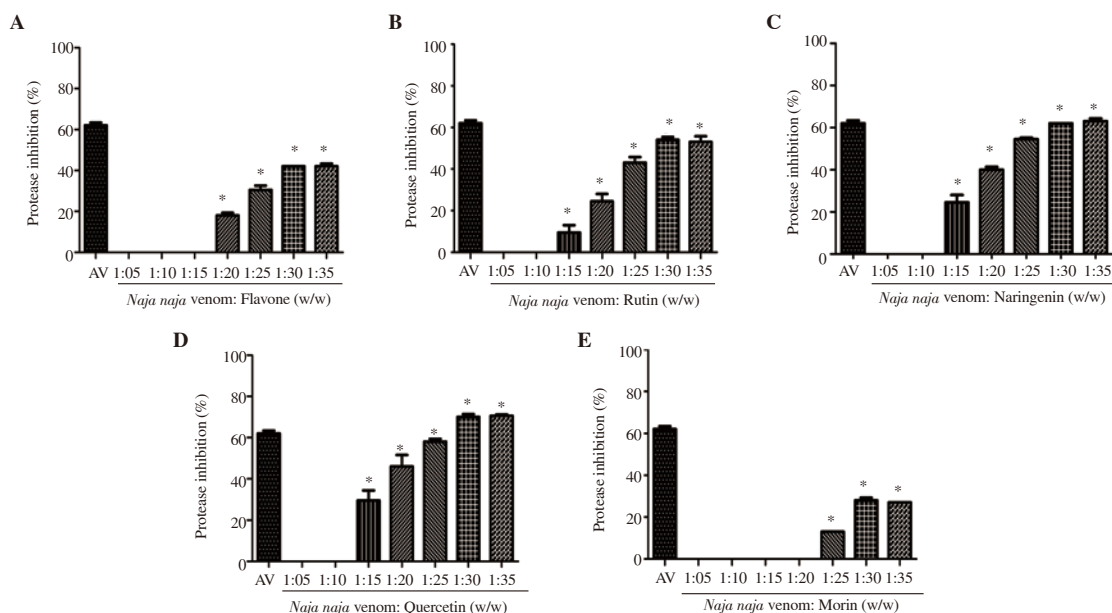 A
Protease inhibition (%)
100
80
60
40
20
0
AV 1:05 1:10 1:15 1:20 1:25 1:30 1:35
* * * *
Naja naja venom: Flavone (w/w)
B
Protease inhibition (%)
100
80
60
40
20
0
AV 1:05 1:10 1:15 1:20 1:25 1:30 1:35
* * * * *
Naja naja venom: Rutin (w/w)
C
Protease inhibition (%)
100
80
60
40
20
0
AV 1:05 1:10 1:15 1:20 1:25 1:30 1:35
* * * * *
Naja naja venom: Naringenin (w/w)
D
Protease inhibition (%)
100
80
60
40
20
0
AV 1:05 1:10 1:15 1:20 1:25 1:30 1:35
* * * * *
Naja naja venom: Quercetin (w/w)
E
Protease inhibition (%)
100
80
60
40
20
0
AV 1:05 1:10 1:15 1:20 1:25 1:30 1:35
* * *
Naja naja venom: Morin (w/w)